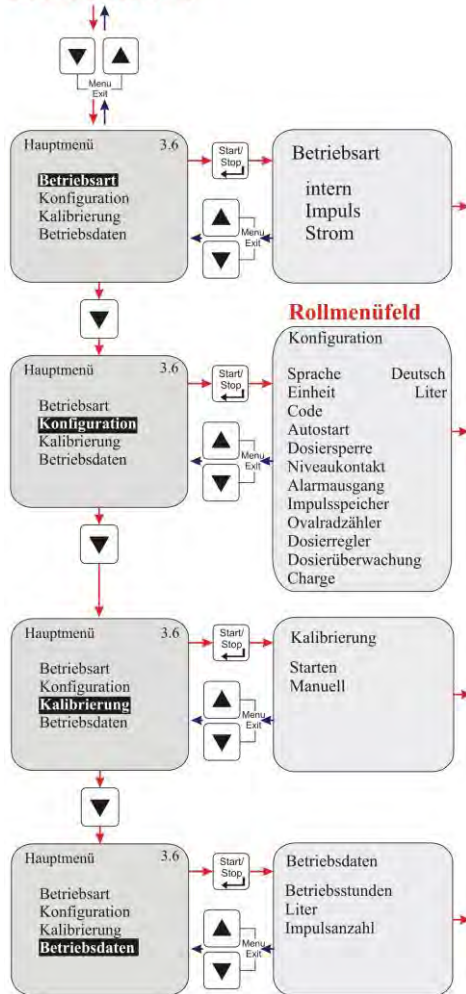 Menu
Exit
Hauptmenü 3.6
Betriebsart
Konfiguration
Kalibrierung
Betriebsdaten
Start/
Stop
Menu
Exit
Betriebsart
intern
Impuls
Strom
Rollmenüfeld
Hauptmenü 3.6
Betriebsart
Konfiguration
Kalibrierung
Betriebsdaten
Start/
Stop
Menu
Exit
Konfiguration
Sprache Deutsch
Einheit Liter
Code
Autostart
Dosiersperre
Niveaukontakt
Alarmausgang
Impulsspeicher
Ovalradzähler
Dosierregler
Dosierüberwachung
Charge
Hauptmenü 3.6
Betriebsart
Konfiguration
Kalibrierung
Betriebsdaten
Start/
Stop
Menu
Exit
Kalibrierung
Starten
Manuell
Hauptmenü 3.6
Betriebsart
Konfiguration
Kalibrierung
Betriebsdaten
Start/
Stop
Menu
Exit
Betriebsdaten
Betriebsstunden
Liter
Impulsanzahl